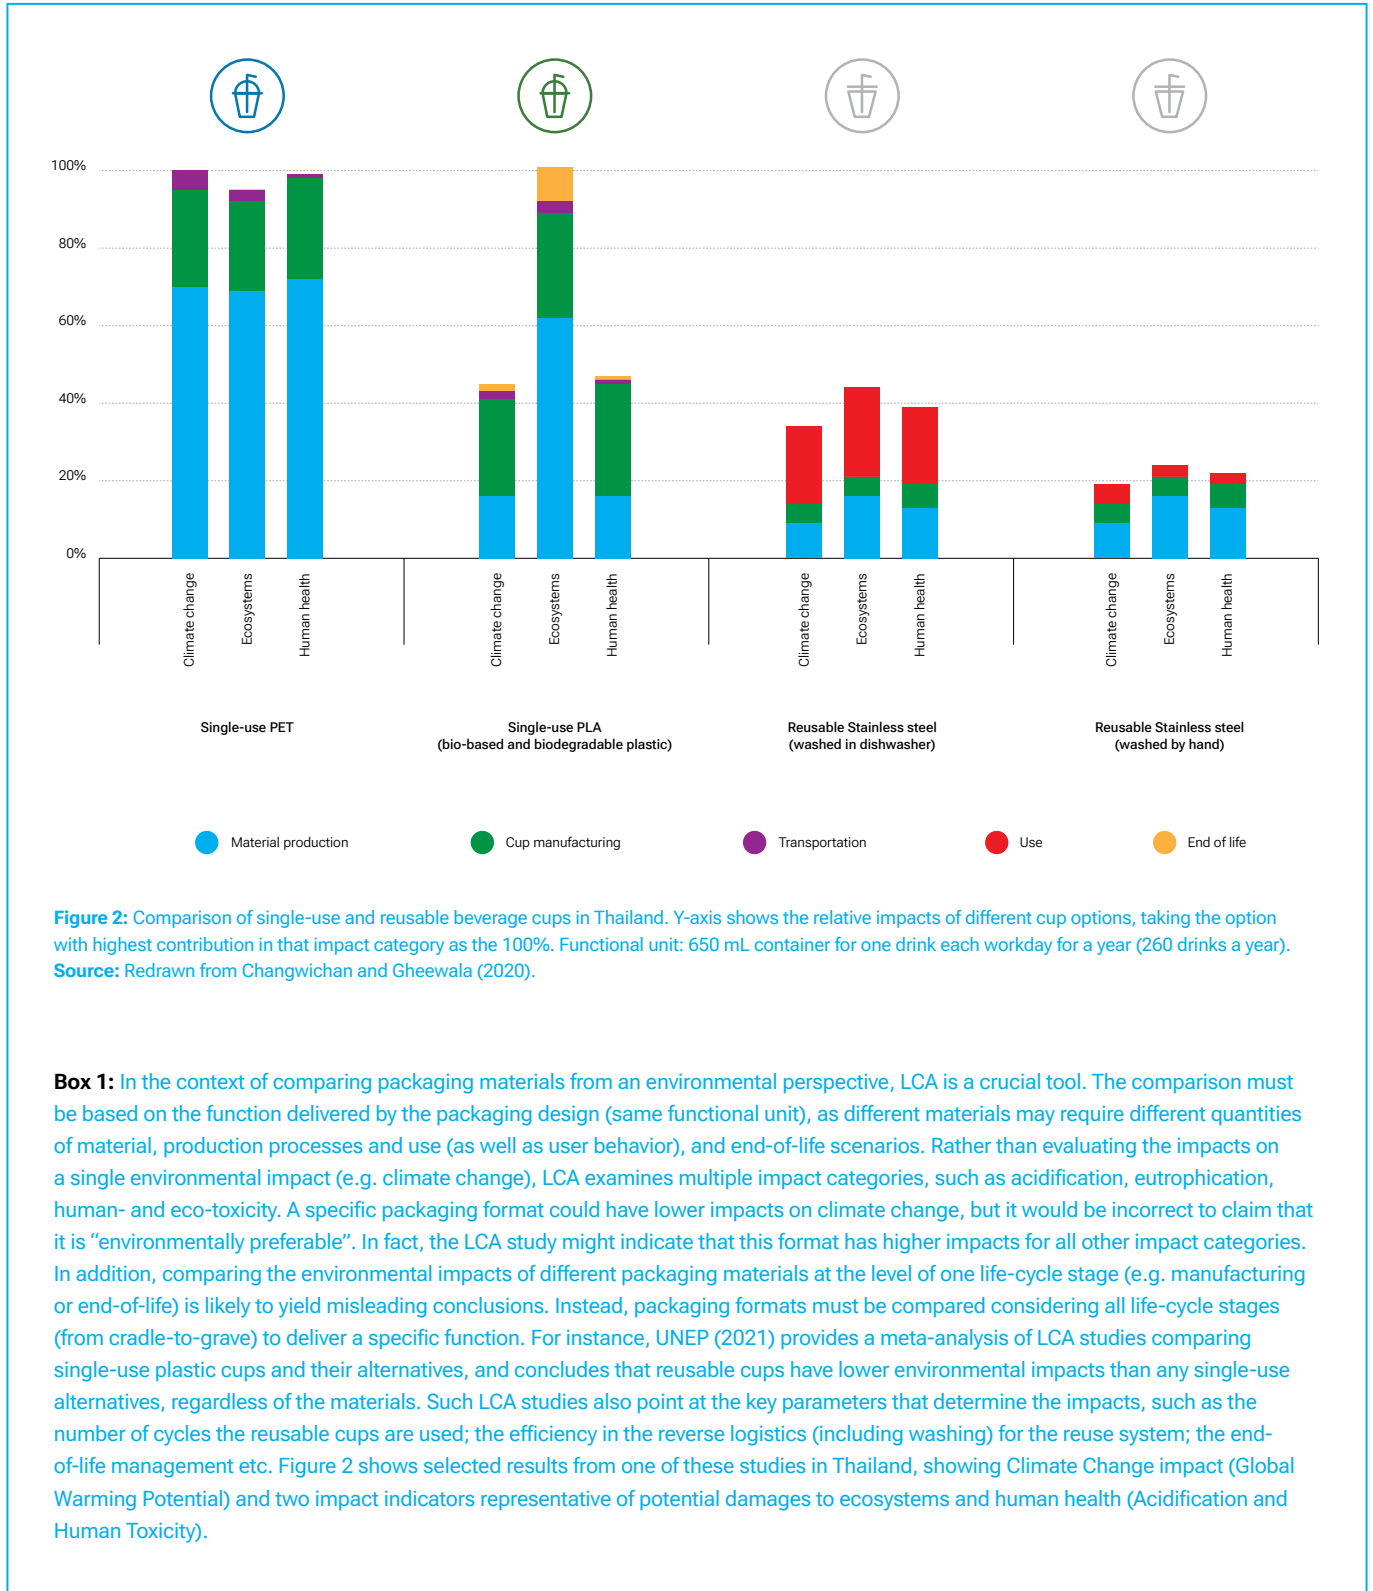 100%
80%
60%
40%
20%
0%
Climate change
Ecosystems
Human health
Climate change
Ecosystems
Human health
Climate change
Ecosystems
Human health
Climate change
Ecosystems
Human health
Single-use PET
Single-use PLA
(bio-based and biodegradable plastic)
Reusable Stainless steel
(washed in dishwasher)
Reusable Stainless steel
(washed by hand)
Material production
Cup manufacturing
Transportation
Use
End of life
Figure 2: Comparison of single-use and reusable beverage cups in Thailand. Y-axis shows the relative impacts of different cup options, taking the option
with highest contribution in that impact category as the 100%. Functional unit: 650 mL container for one drink each workday for a year (260 drinks a year).
Source: Redrawn from Changwichan and Gheewala (2020).
Box 1: In the context of comparing packaging materials from an environmental perspective, LCA is a crucial tool. The comparison must
be based on the function delivered by the packaging design (same functional unit), as different materials may require different quantities
of material, production processes and use (as well as user behavior), and end-of-life scenarios. Rather than evaluating the impacts on
a single environmental impact (e.g. climate change), LCA examines multiple impact categories, such as acidification, eutrophication,
human- and eco-toxicity. A specific packaging format could have lower impacts on climate change, but it would be incorrect to claim that
it is “environmentally preferable”. In fact, the LCA study might indicate that this format has higher impacts for all other impact categories.
In addition, comparing the environmental impacts of different packaging materials at the level of one life-cycle stage (e.g. manufacturing
or end-of-life) is likely to yield misleading conclusions. Instead, packaging formats must be compared considering all life-cycle stages
(from cradle-to-grave) to deliver a specific function. For instance, UNEP (2021) provides a meta-analysis of LCA studies comparing
single-use plastic cups and their alternatives, and concludes that reusable cups have lower environmental impacts than any single-use
alternatives, regardless of the materials. Such LCA studies also point at the key parameters that determine the impacts, such as the
number of cycles the reusable cups are used; the efficiency in the reverse logistics (including washing) for the reuse system; the end-
of-life management etc. Figure 2 shows selected results from one of these studies in Thailand, showing Climate Change impact (Global
Warming Potential) and two impact indicators representative of potential damages to ecosystems and human health (Acidification and
Human Toxicity).